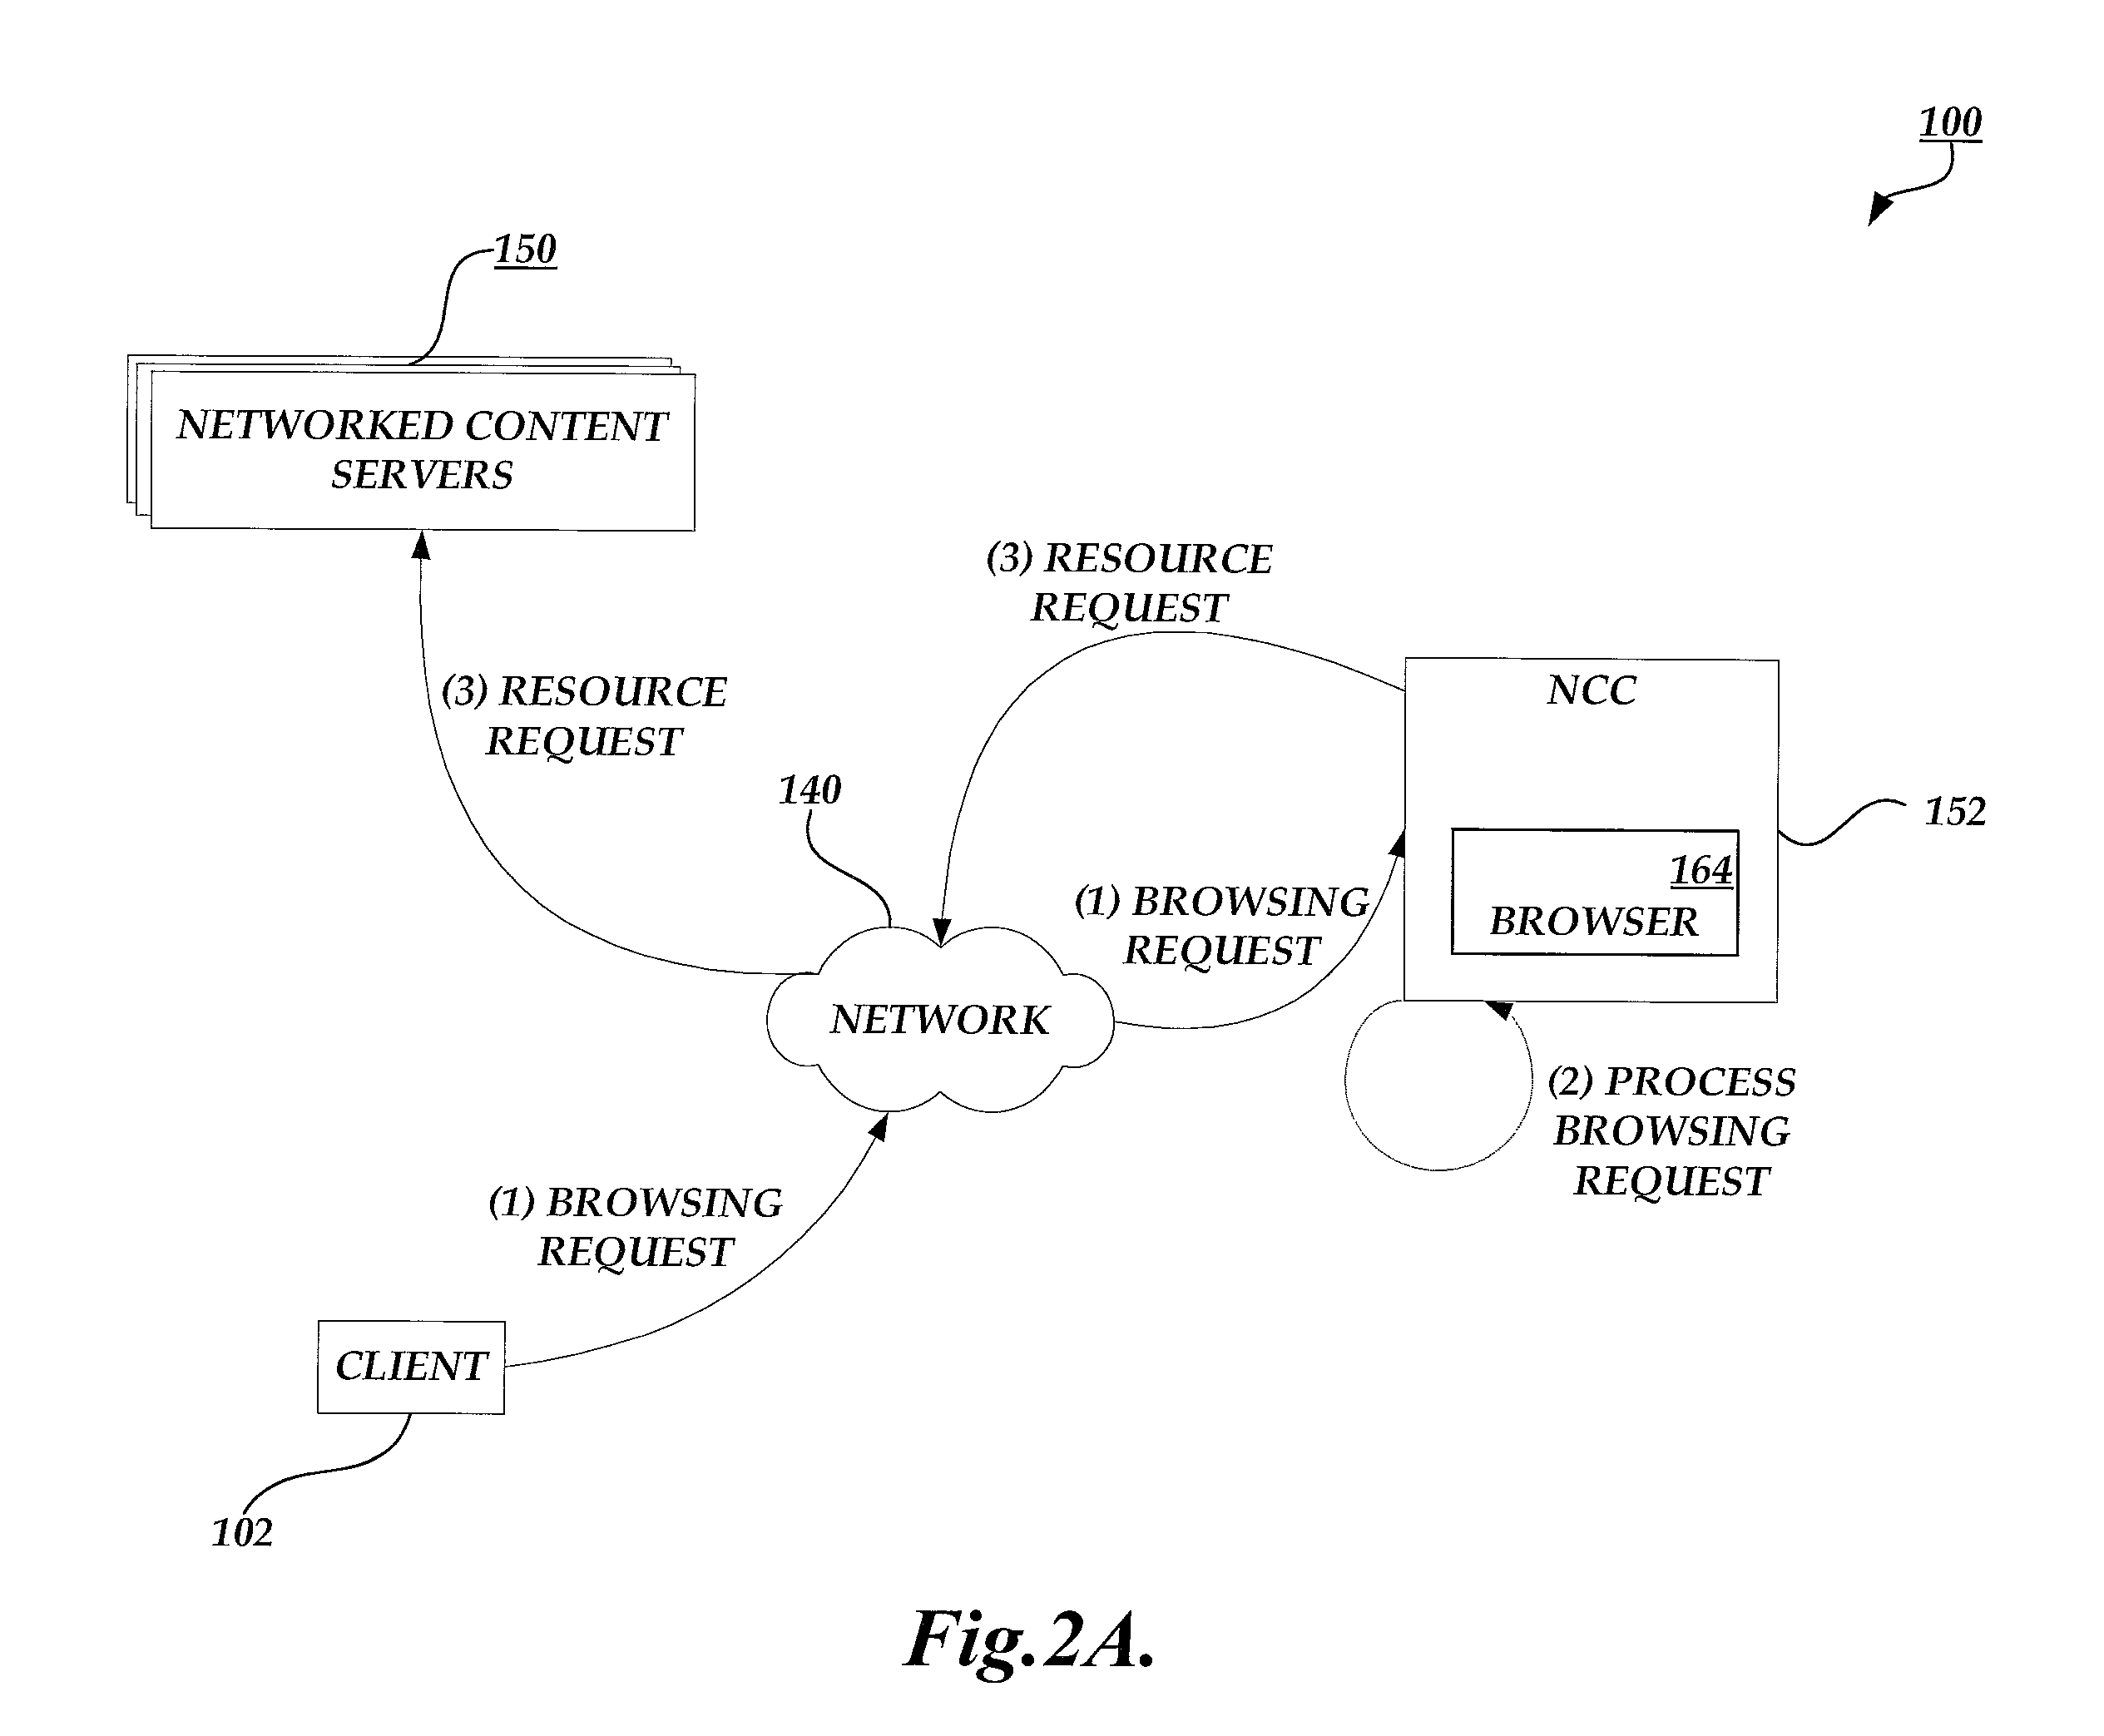 100
150
NETWORKED CONTENT
SERVERS
(3) RESOURCE
REQUEST
(3) RESOURCE
REQUEST
NCC
140
152
164
BROWSER
(1) BROWSING
REQUEST
NETWORK
(2) PROCESS
BROWSING
REQUEST
(1) BROWSING
REQUEST
CLIENT
102
Fig.2A.